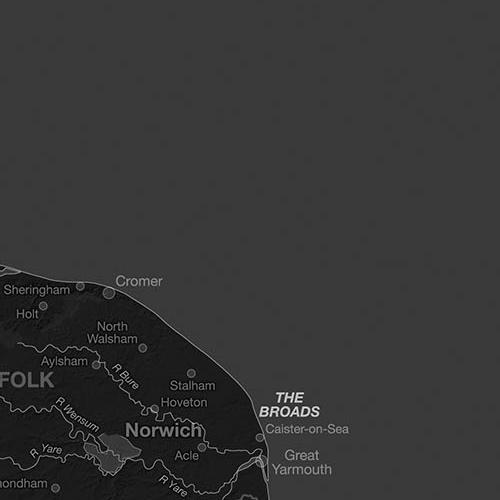 Cromer
Sheringham
Holt
North
Walsham
Aylsham
R Bure
FOLK
Stalham
THE
BROADS
Hoveton
R Wensum
Norwich
Caister-on-Sea
R Yare
Acle
Great
Yarmouth
R Yare
mondham